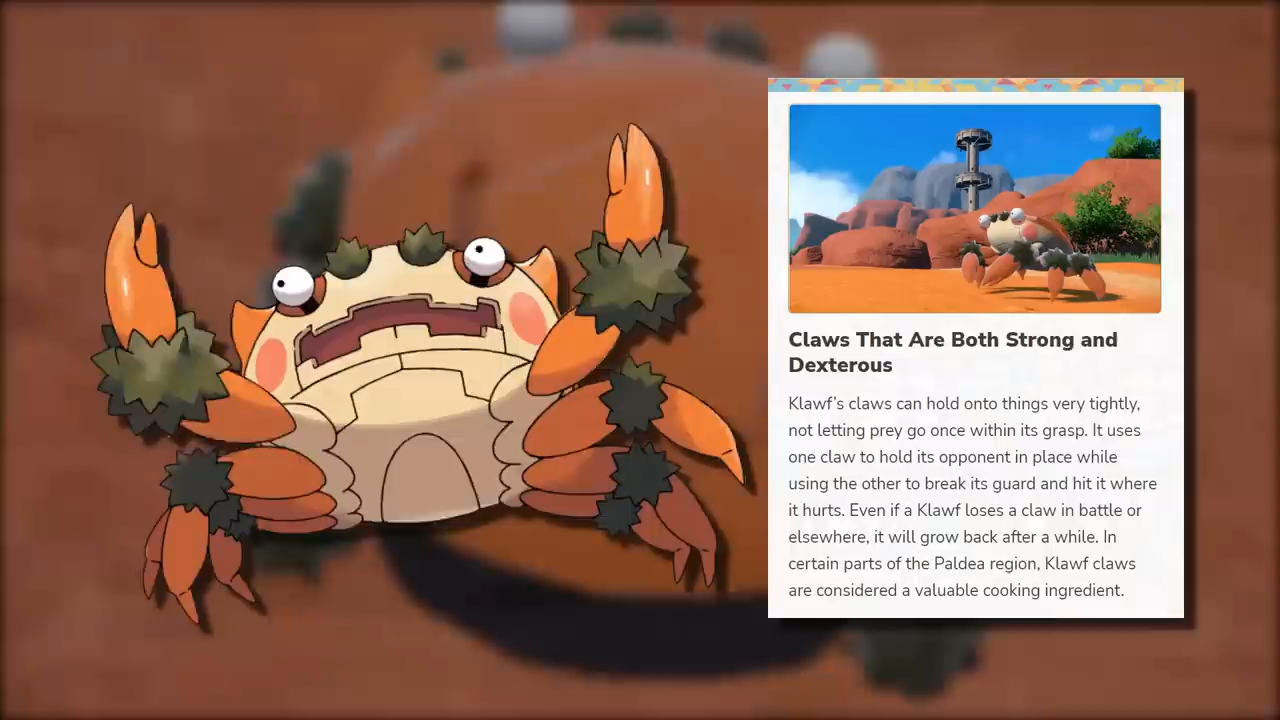 Claws That Are Both Strong and
Dexterous
Klawf’s claws can hold onto things very tightly,
not letting prey go once within its grasp. It uses
one claw to hold its opponent in place while
using the other to break its guard and hit it where
it hurts. Even if a Klawf loses a claw in battle or
elsewhere, it will grow back after a while. In
certain parts of the Paldea region, Klawf claws
are considered a valuable cooking ingredient.